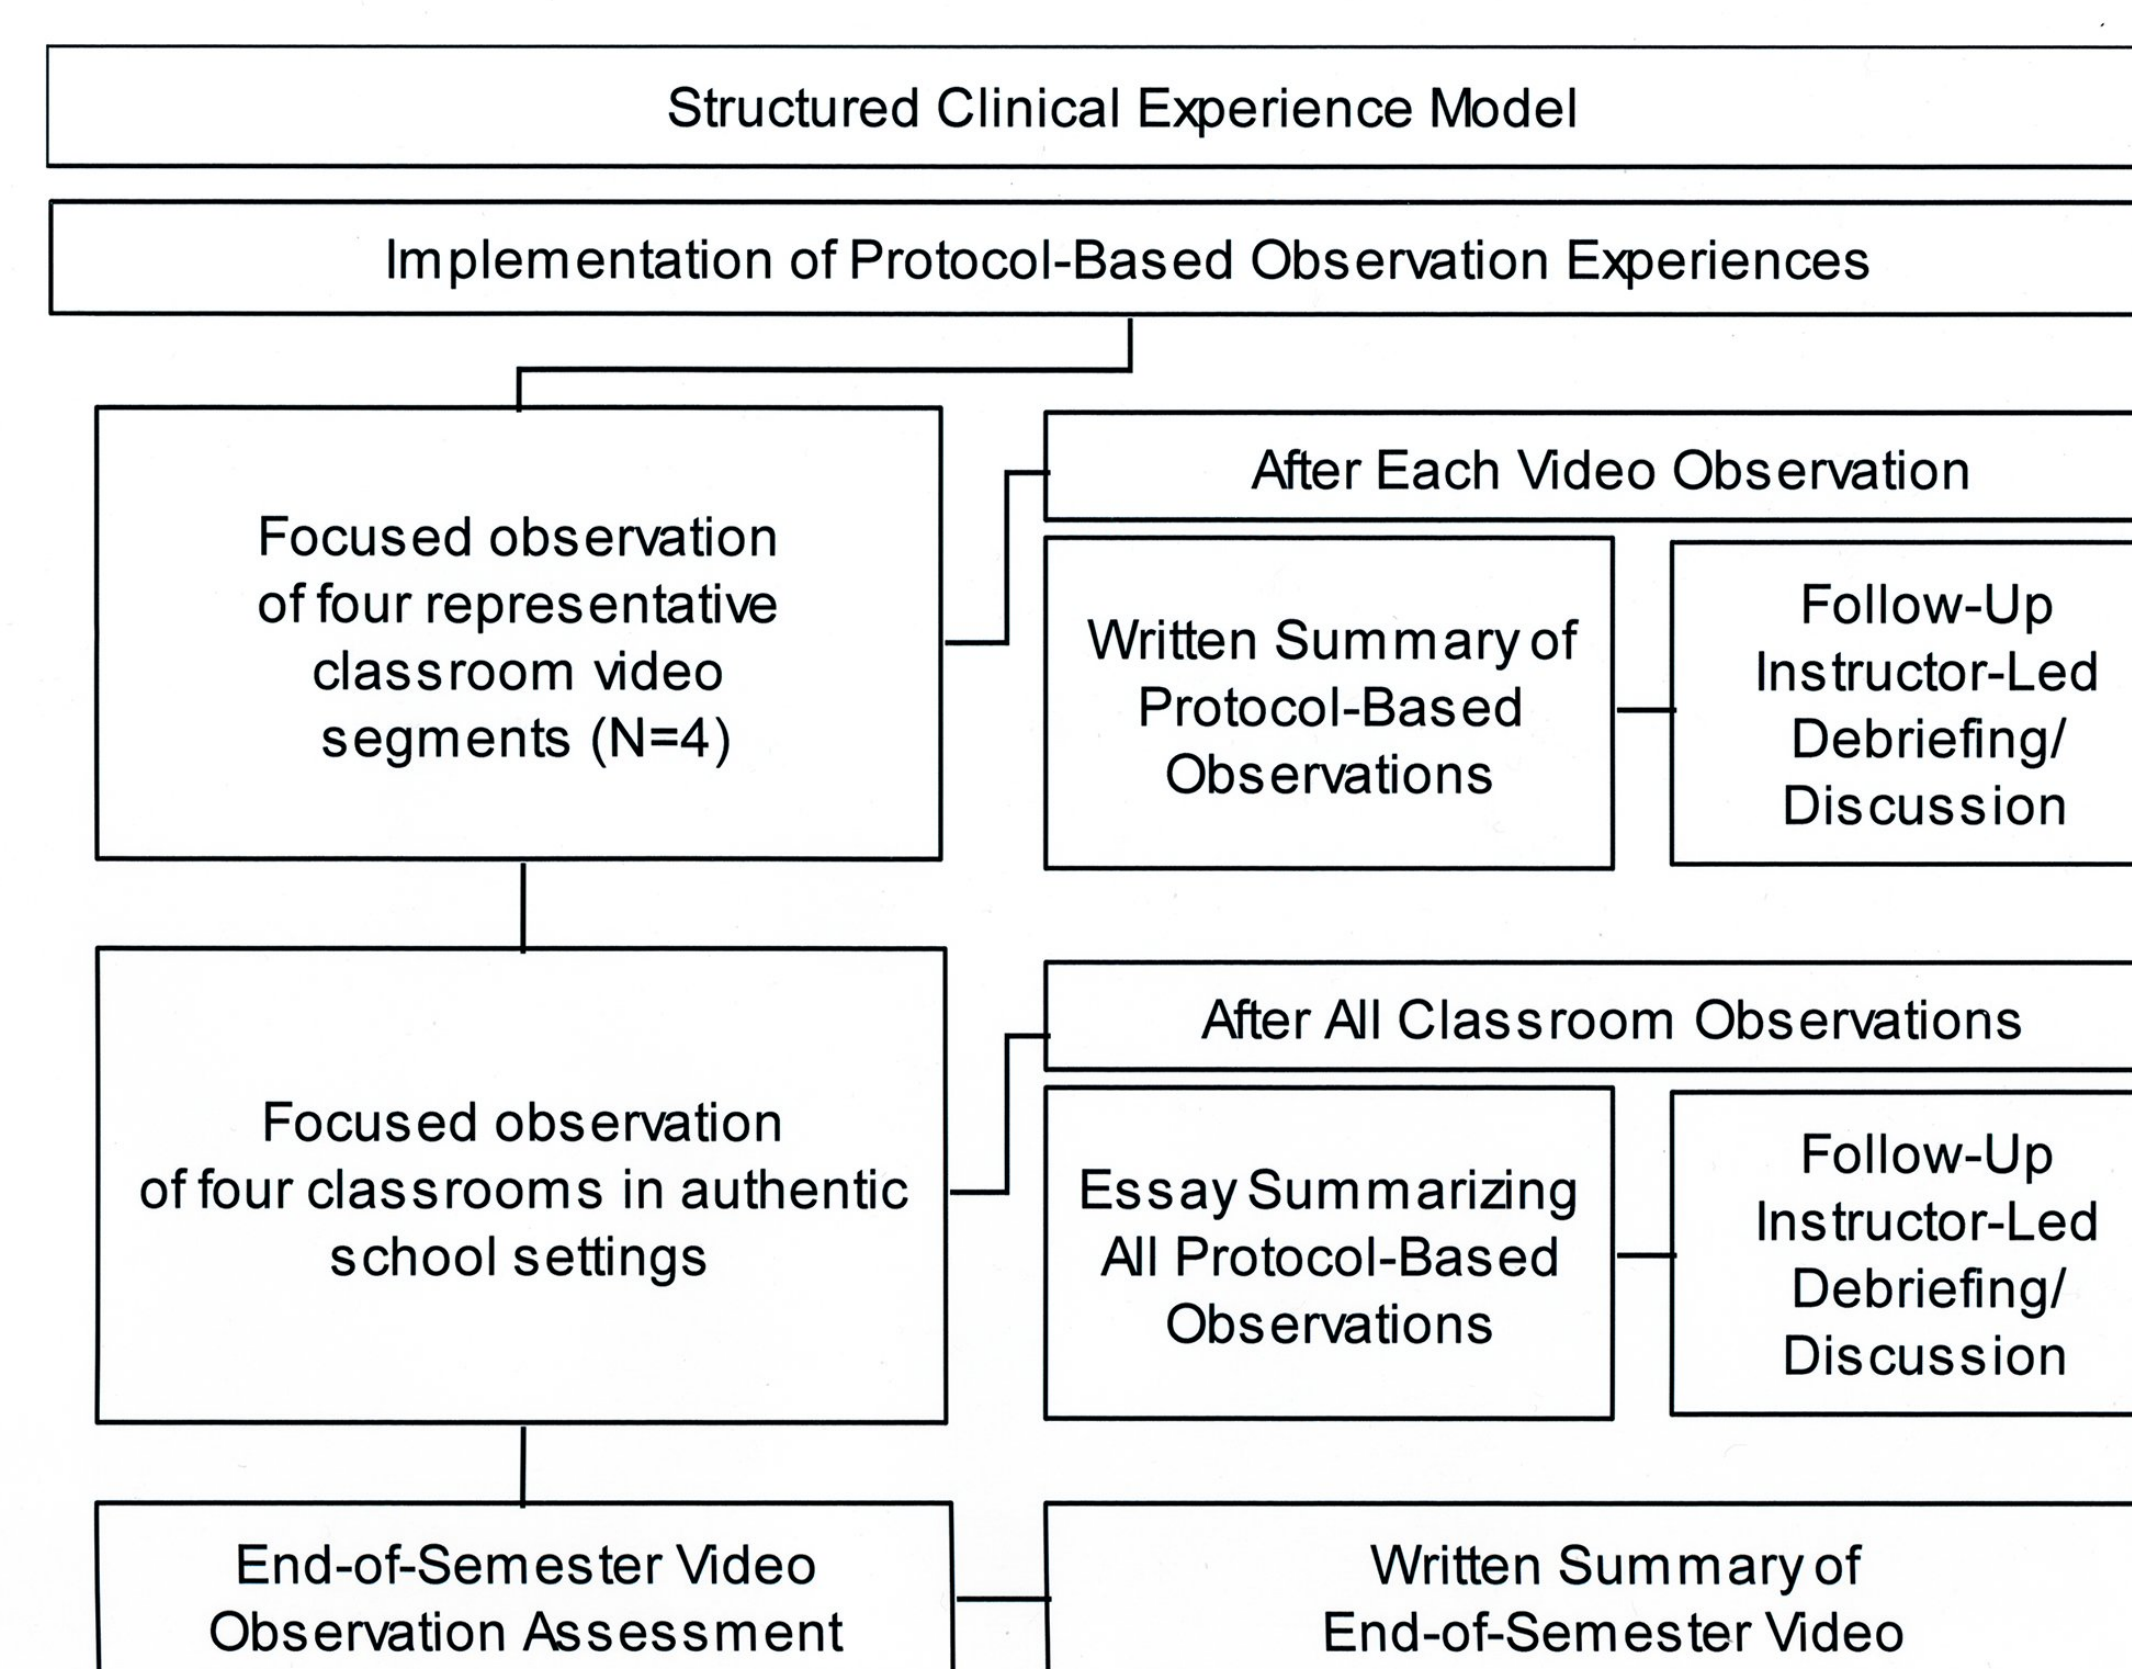 Structured Clinical Experience Model
Implementation of Protocol-Based Observation Experiences
Focused observation
of four representative
classroom video
segments (N=4)
After Each Video Observation
Written Summary of
Protocol-Based
Observations
Follow-Up
Instructor-Led
Debriefing/
Discussion
Focused observation
of four classrooms in authentic
school settings
After All Classroom Observations
Essay Summarizing
All Protocol-Based
Observations
Follow-Up
Instructor-Led
Debriefing/
Discussion
End-of-Semester Video
Observation Assessment
Written Summary of
End-of-Semester Video